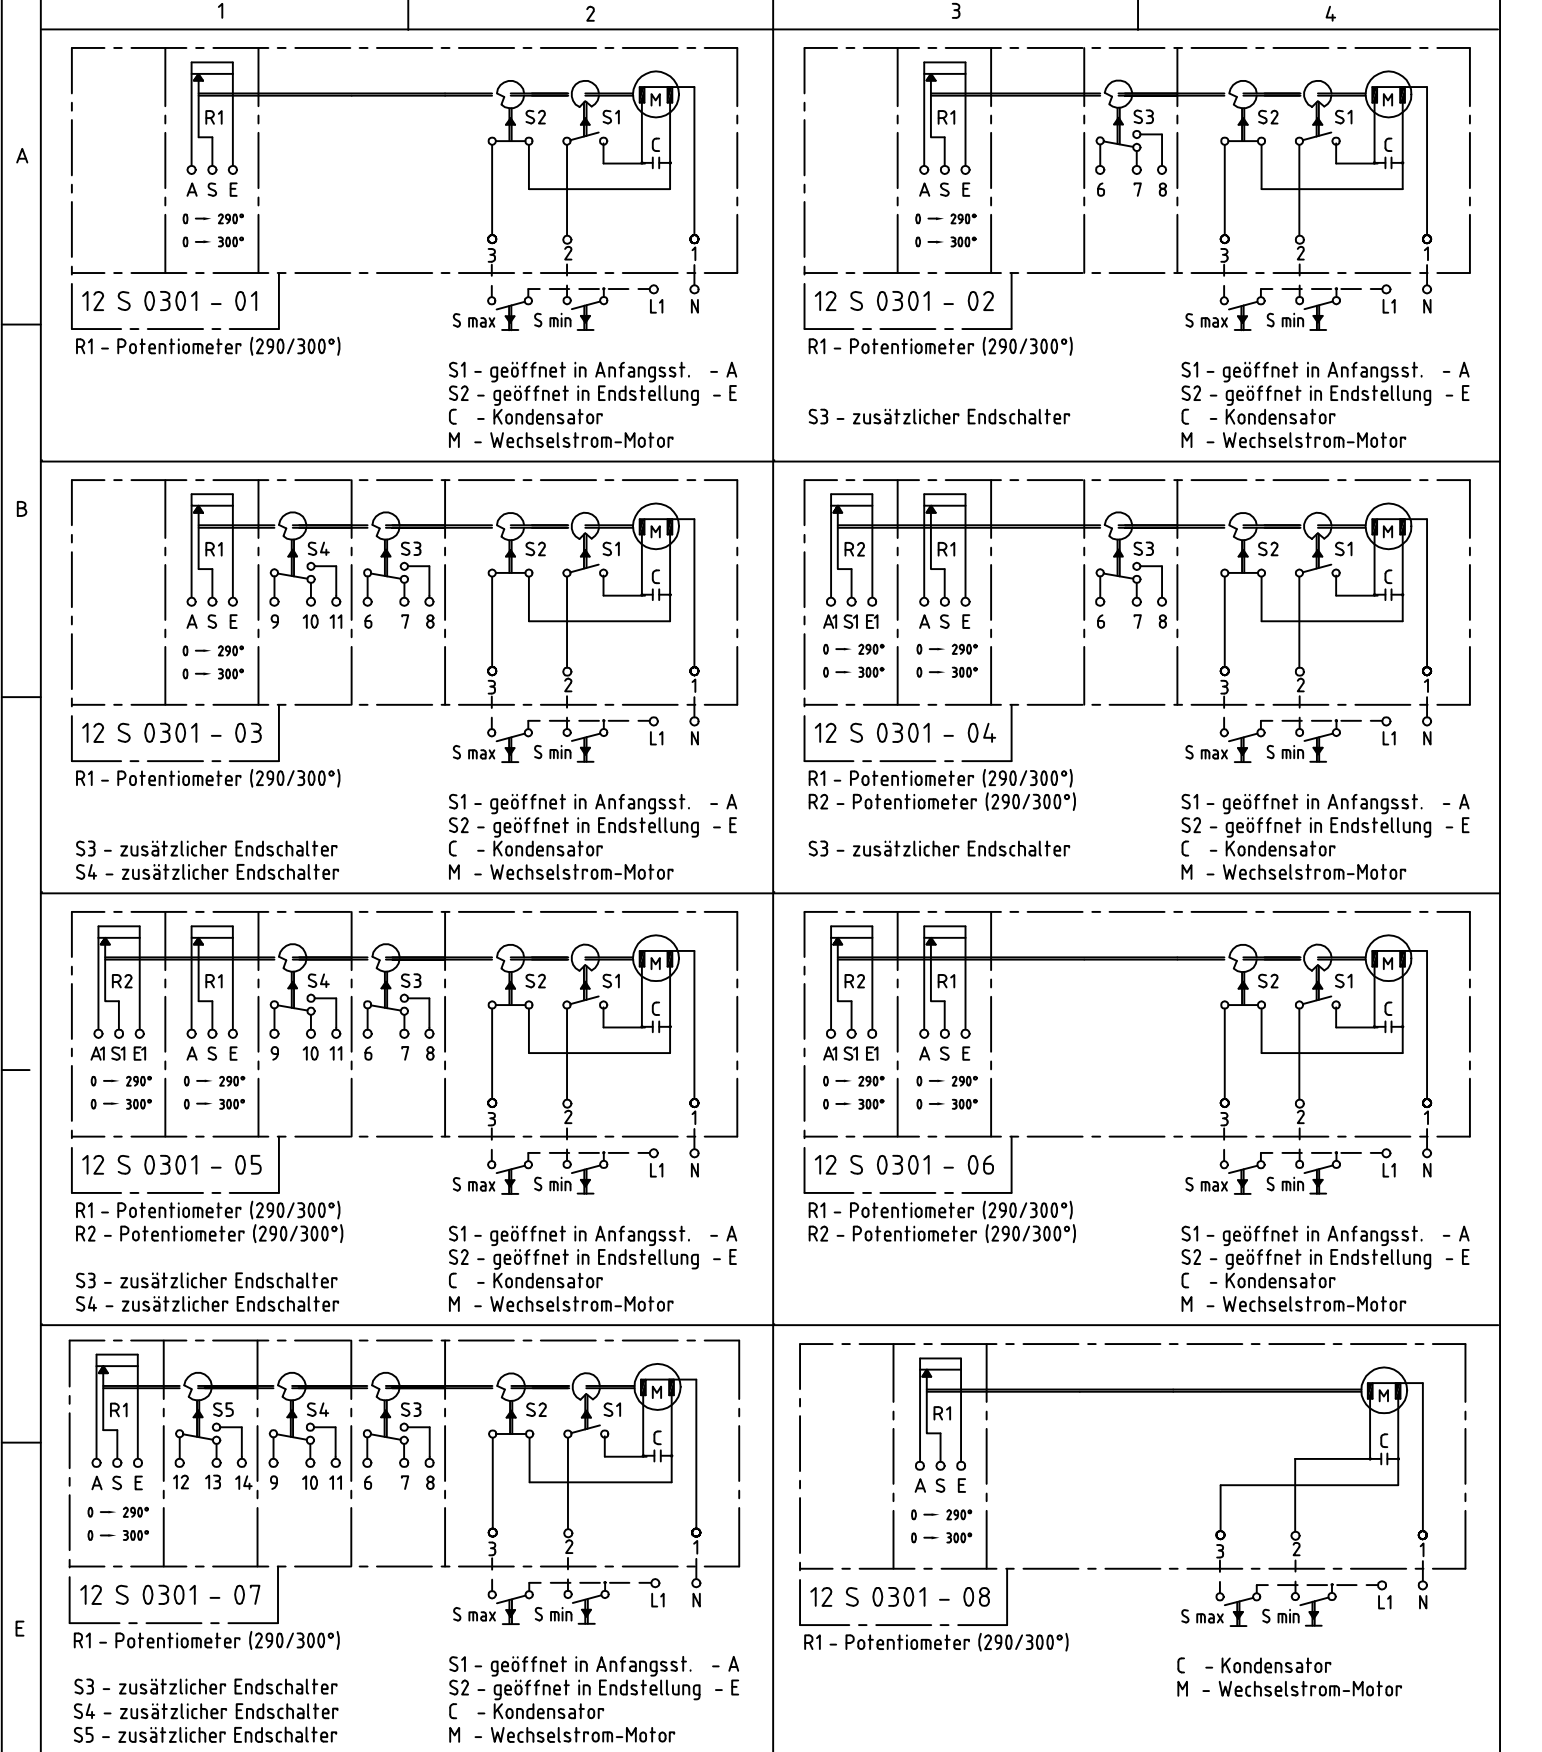 1 2 3 4
A
B
E
R1 S2 S1 M
C
A S E
0 — 290°
0 — 300°
3 2 1
12 S 0301 - 01
S max S min L1 N
R1 - Potentiometer (290/300°)
S1 - geöffnet in Anfangsst. - A
S2 - geöffnet in Endstellung - E
C - Kondensator
M - Wechselstrom-Motor
R1 S3 S2 S1 M
C
A S E 6 7 8
0 — 290°
0 — 300°
3 2 1
12 S 0301 - 02
S max S min L1 N
R1 - Potentiometer (290/300°)
S1 - geöffnet in Anfangsst. - A
S2 - geöffnet in Endstellung - E
S3 - zusätzlicher Endschalter
C - Kondensator
M - Wechselstrom-Motor
R1 S4 S3 S2 S1 M
C
A S E 9 10 11 6 7 8
0 — 290°
0 — 300°
3 2 1
12 S 0301 - 03
S max S min L1 N
R1 - Potentiometer (290/300°)
S1 - geöffnet in Anfangsst. - A
S2 - geöffnet in Endstellung - E
S3 - zusätzlicher Endschalter
C - Kondensator
S4 - zusätzlicher Endschalter
M - Wechselstrom-Motor
R2 R1 S3 S2 S1 M
C
A1 S1 E1 A S E 6 7 8
0 — 290° 0 — 290°
0 — 300° 0 — 300°
3 2 1
12 S 0301 - 04
S max S min L1 N
R1 - Potentiometer (290/300°)
R2 - Potentiometer (290/300°)
S1 - geöffnet in Anfangsst. - A
S2 - geöffnet in Endstellung - E
S3 - zusätzlicher Endschalter
C - Kondensator
M - Wechselstrom-Motor
R2 R1 S4 S3 S2 S1 M
C
A1 S1 E1 A S E 9 10 11 6 7 8
0 — 290° 0 — 290°
0 — 300° 0 — 300°
3 2 1
12 S 0301 - 05
S max S min L1 N
R1 - Potentiometer (290/300°)
R2 - Potentiometer (290/300°)
S1 - geöffnet in Anfangsst. - A
S2 - geöffnet in Endstellung - E
S3 - zusätzlicher Endschalter
C - Kondensator
S4 - zusätzlicher Endschalter
M - Wechselstrom-Motor
R2 R1 S2 S1 M
C
A1 S1 E1 A S E
0 — 290° 0 — 290°
0 — 300° 0 — 300°
3 2 1
12 S 0301 - 06
S max S min L1 N
R1 - Potentiometer (290/300°)
R2 - Potentiometer (290/300°)
S1 - geöffnet in Anfangsst. - A
S2 - geöffnet in Endstellung - E
C - Kondensator
M - Wechselstrom-Motor
R1 S5 S4 S3 S2 S1 M
C
A S E 12 13 14 9 10 11 6 7 8
0 — 290°
0 — 300°
3 2 1
12 S 0301 - 07
S max S min L1 N
R1 - Potentiometer (290/300°)
S1 - geöffnet in Anfangsst. - A
S3 - zusätzlicher Endschalter
S2 - geöffnet in Endstellung - E
S4 - zusätzlicher Endschalter
C - Kondensator
S5 - zusätzlicher Endschalter
M - Wechselstrom-Motor
R1 M
C
A S E
0 — 290°
0 — 300°
3 2 1
12 S 0301 - 08
S max S min L1 N
R1 - Potentiometer (290/300°)
C - Kondensator
M - Wechselstrom-Motor